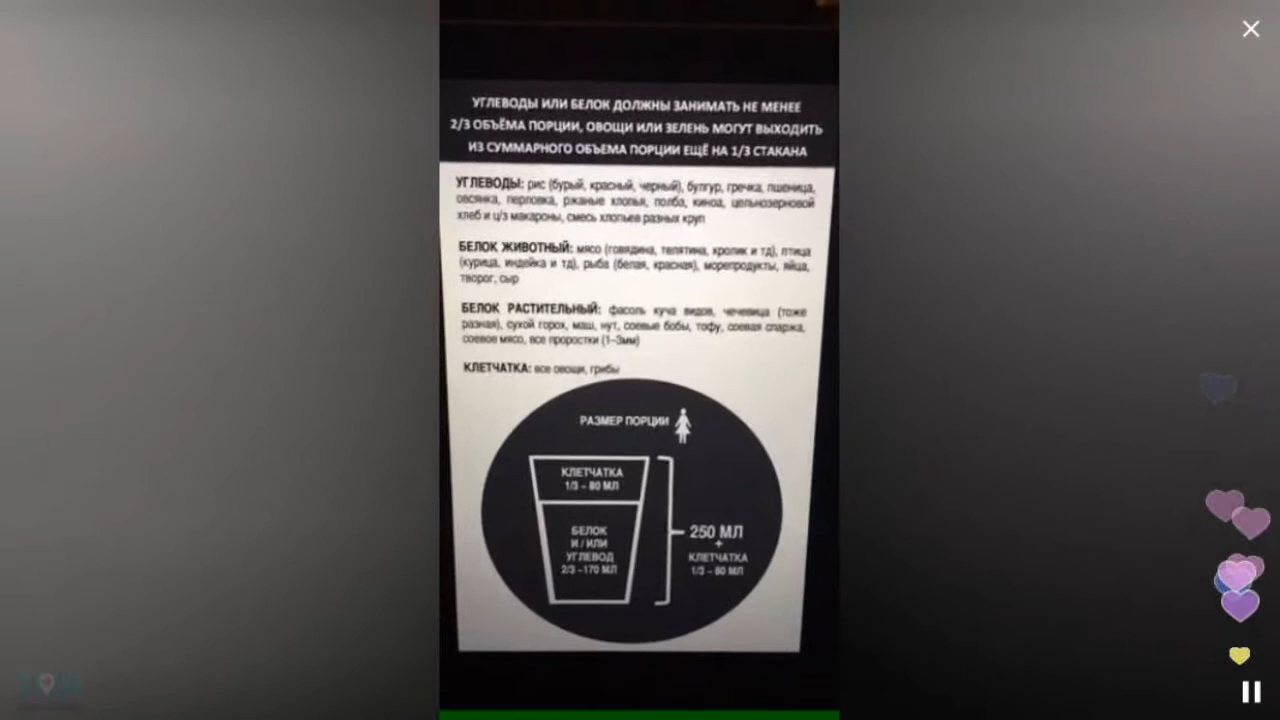 УГЛЕВОДЫ ИЛИ БЕЛОК ДОЛЖНЫ ЗАНИМАТЬ НЕ МЕНЕЕ
2/3 ОБЪЁМА ПОРЦИИ, ОВОЩИ ИЛИ ЗЕЛЕНЬ МОГУТ ВЫХОДИТЬ
ИЗ СУММАРНОГО ОБЪЕМА ПОРЦИИ ЕЩЁ НА 1/3 СТАКАНА
УГЛЕВОДЫ: рис (бурый, красный, черный), булгур, гречка, пшеница,
овсянка, перловка, ржаные хлопья, полба, киноа, цельнозерновой
хлеб и ц/з макароны, смесь хлопьев разных круп
БЕЛОК ЖИВОТНЫЙ: мясо (говядина, телятина, кролик и тд), птица
(курица, индейка и тд), рыба (белая, красная), морепродукты, яйца,
творог, сыр
БЕЛОК РАСТИТЕЛЬНЫЙ: фасоль куча видов, чечевица (тоже
разная), сухой горох, маш, нут, соевые бобы, тофу, соевая спаржа,
соевое мясо, все проростки (1-3мм)
КЛЕТЧАТКА: все овощи, грибы
РАЗМЕР ПОРЦИИ
КЛЕТЧАТКА
1/3 - 80 МЛ
БЕЛОК
И / ИЛИ
УГЛЕВОД
2/3 -170 МЛ
250 МЛ
+
КЛЕТЧАТКА
1/3 - 80 МЛ